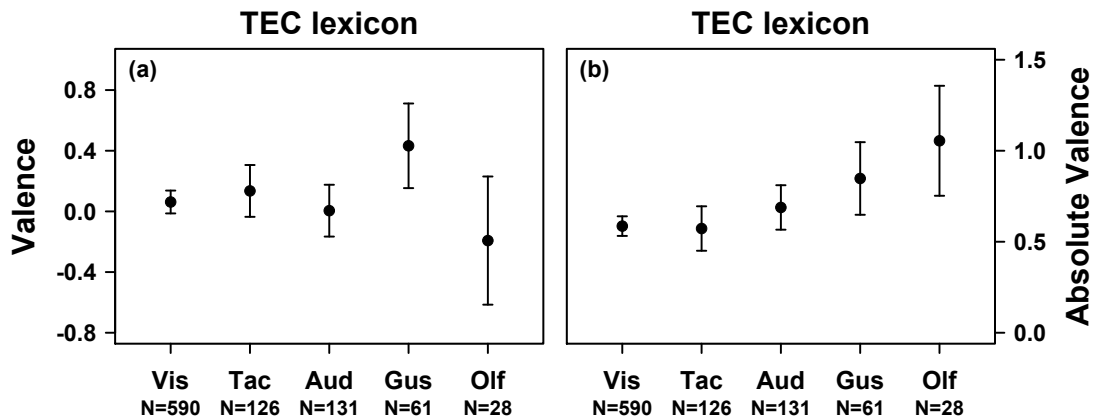 TEC lexicon
(a)
Valence
0.8
0.4
0.0
-0.4
-0.8
Vis Tac Aud Gus Olf
N=590 N=126 N=131 N=61 N=28
TEC lexicon
(b)
1.5
1.0
0.5
0.0
Absolute Valence
Vis Tac Aud Gus Olf
N=590 N=126 N=131 N=61 N=28